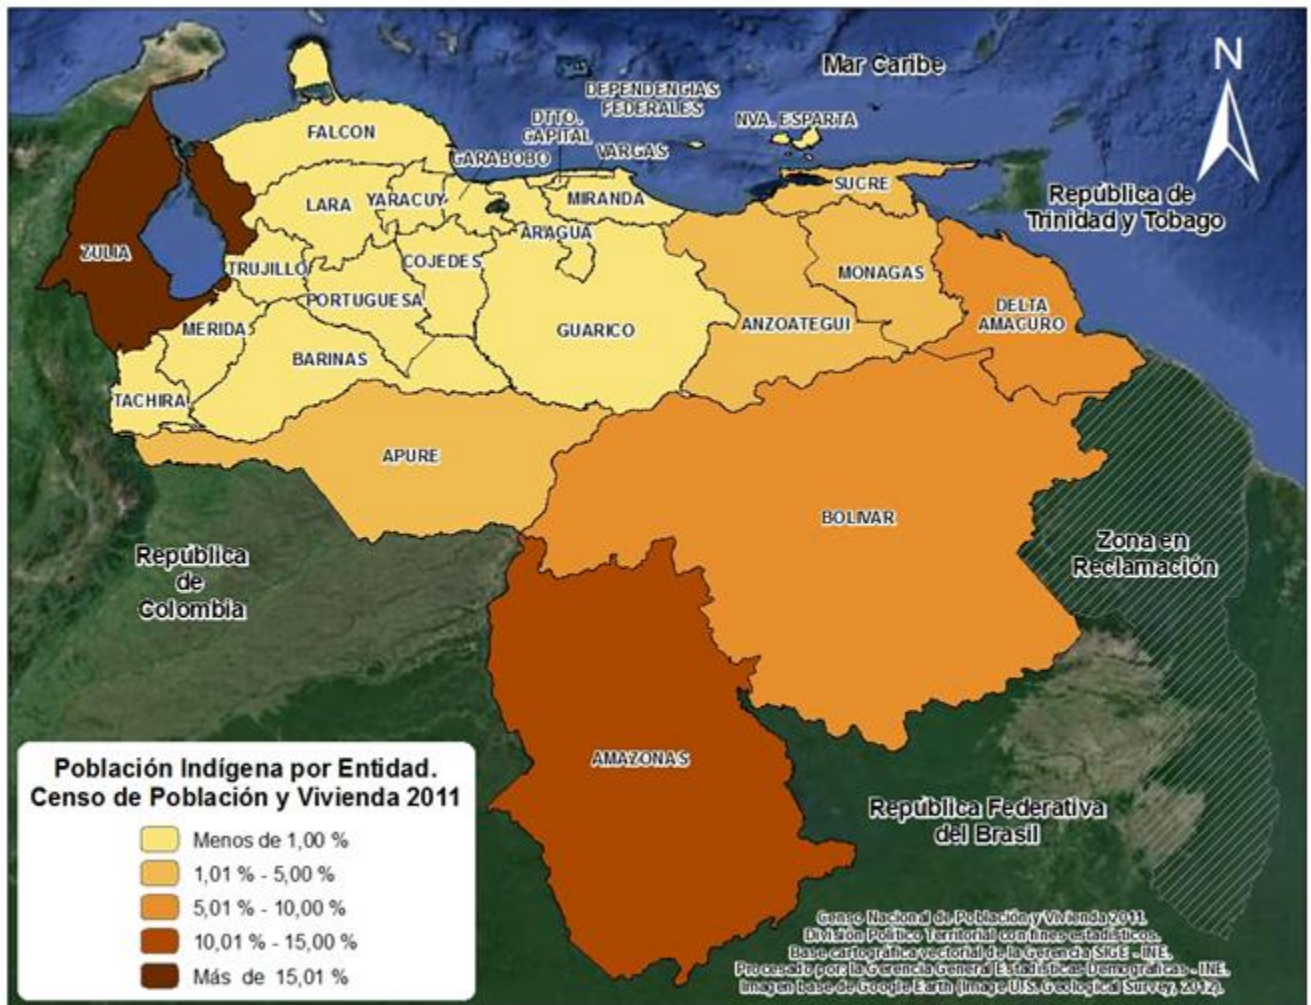 Mar Caribe
N
DEPENDENCIAS
FEDERALES
DTTO.
CAPITAL
NVA. ESPARTA
FALCON
CARABOBO
VARGAS
SUCRE
República de
Trinidad y Tobago
LARA
YARACUY
MIRANDA
ARAGUA
ZULIA
TRUJILLO
COJEDES
MONAGAS
PORTUGUESA
MERIDA
GUARICO
ANZOATEGUI
DELTA
AMACURO
BARINAS
TACHIRA
APURE
BOLIVAR
República
de
Colombia
Zona en
Reclamación
AMAZONAS
República Federativa
del Brasil
Población Indígena por Entidad.
Censo de Población y Vivienda 2011
Menos de 1,00 %
1,01 % - 5,00 %
5,01 % - 10,00 %
10,01 % - 15,00 %
Más de 15,01 %
Censo Nacional de Población y Vivienda 2011.
División Político Territorial con fines estadísticos.
Base cartográfica vectorial de la Gerencia SIGE - INE.
Procesado por: la Gerencia General Estadísticas Demográficas - INE.
Imagen base de Google Earth (Image U.S. Geological Survey, 2012).